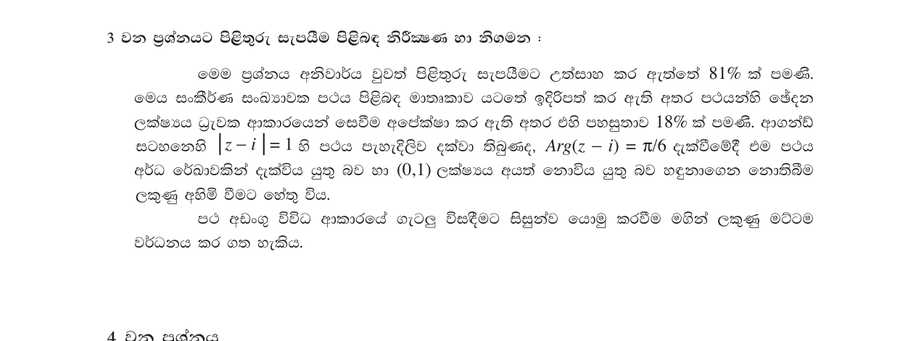 3 වන ප්‍රශ්නයට පිළිතුරු සැපයීම පිළිබඳ නිරීක්‍ෂණ හා නිගමන :
මෙම ප්‍රශ්නය අනිවාර්ය වුවත් පිළිතුරු සැපයීමට උත්සාහ කර ඇත්තේ 81% ක් පමණි.
මෙය සංකීර්ණ සංඛ්‍යාවක පථය පිළිබඳ මාතෘකාව යටතේ ඉදිරිපත් කර ඇති අතර පථයන්හි ඡේදන
ලක්ෂ්‍යය ධ්‍රැවක ආකාරයෙන් සෙවීම අපේක්ෂා කර ඇති අතර එහි පහසුතාව 18% ක් පමණි. ආගන්ඩ්
සටහනෙහි |z – i| = 1 හි පථය පැහැදිලිව දක්වා තිබුණද, Arg(z – i) = π/6 දැක්වීමේදී එම පථය
අර්ධ රේඛාවකින් දැක්විය යුතු බව හා (0,1) ලක්ෂ්‍යය අයත් නොවිය යුතු බව හඳුනාගෙන නොතිබීම
ලකුණු අහිමි වීමට හේතු විය.
පථ අඩංගු විවිධ ආකාරයේ ගැටලු විසඳීමට සිසුන්ව යොමු කරවීම මගින් ලකුණු මට්ටම
වර්ධනය කර ගත හැකිය.
4 වන ප්‍රශ්නය